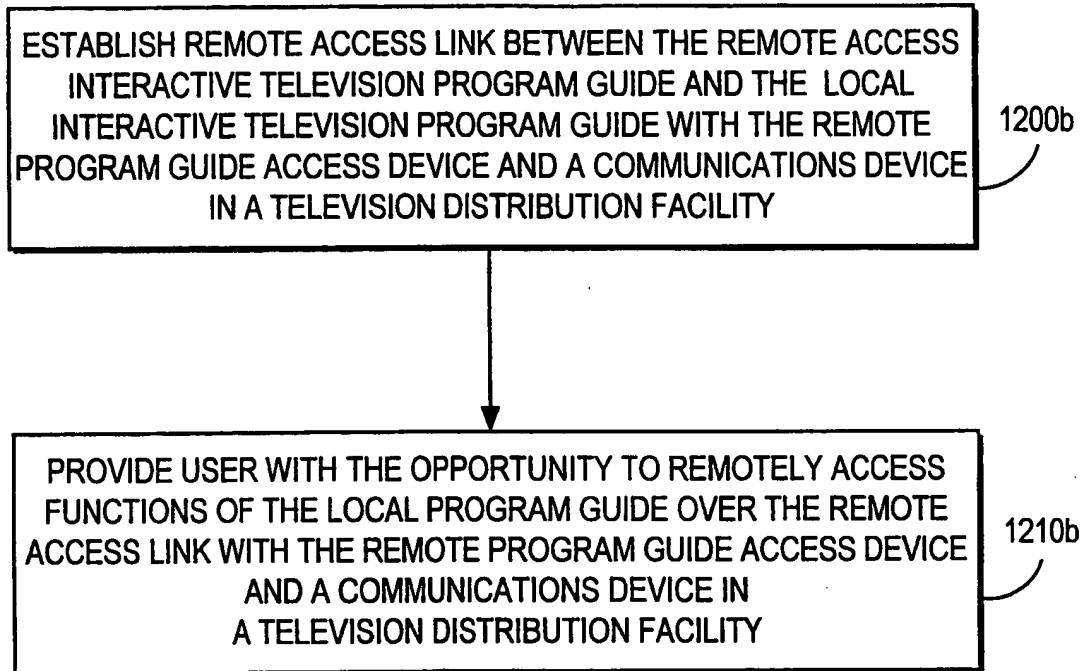 ESTABLISH REMOTE ACCESS LINK BETWEEN THE REMOTE ACCESS
INTERACTIVE TELEVISION PROGRAM GUIDE AND THE LOCAL
INTERACTIVE TELEVISION PROGRAM GUIDE WITH THE REMOTE
PROGRAM GUIDE ACCESS DEVICE AND A COMMUNICATIONS DEVICE
IN A TELEVISION DISTRIBUTION FACILITY
1200b
PROVIDE USER WITH THE OPPORTUNITY TO REMOTELY ACCESS
FUNCTIONS OF THE LOCAL PROGRAM GUIDE OVER THE REMOTE
ACCESS LINK WITH THE REMOTE PROGRAM GUIDE ACCESS DEVICE
AND A COMMUNICATIONS DEVICE IN
A TELEVISION DISTRIBUTION FACILITY
1210b